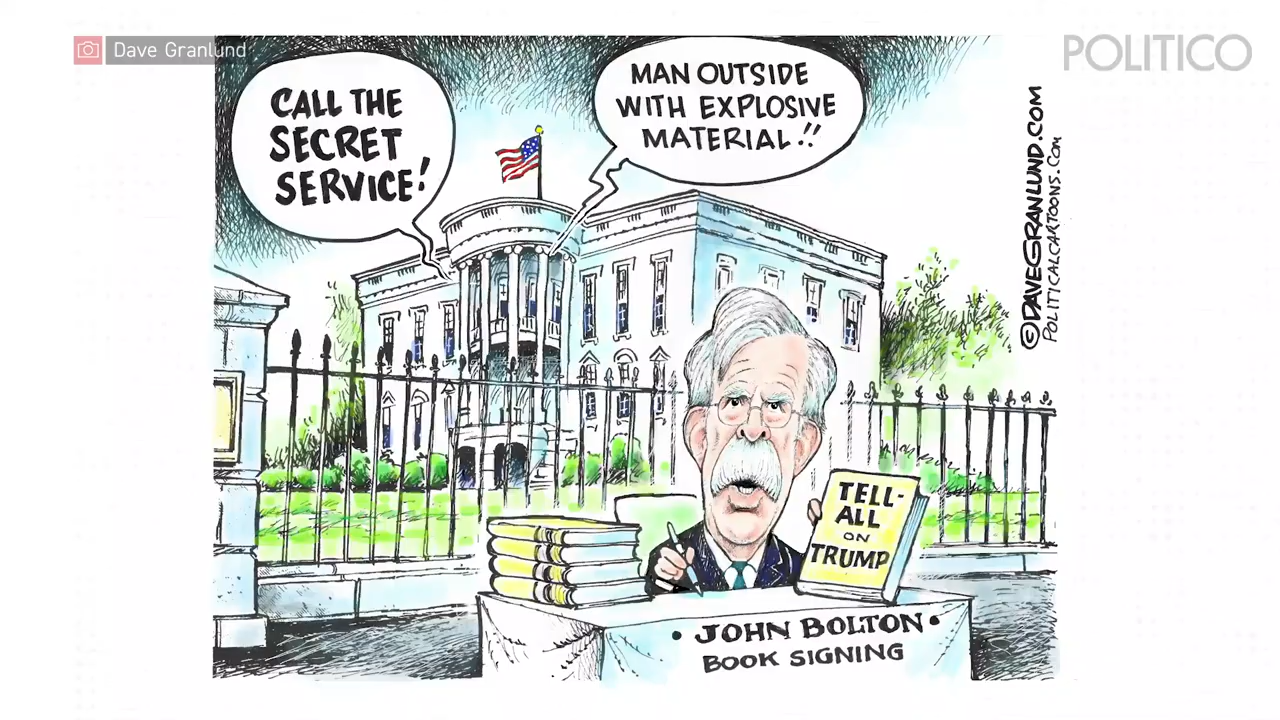 Dave Granlund
POLITICO
CALL THE
SECRET
SERVICE!
MAN OUTSIDE
WITH EXPLOSIVE
MATERIAL!!
©DAVEGRANLUND.COM
POLITICALCARTOONS.COM
TELL-
ALL
ON
TRUMP
• JOHN BOLTON •
BOOK SIGNING